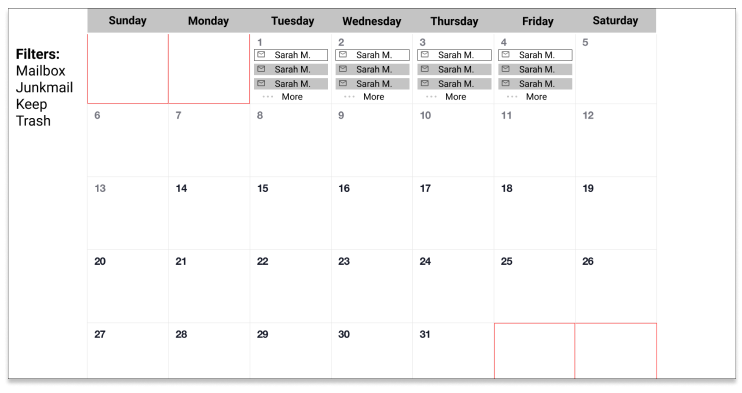 Sunday Monday Tuesday Wednesday Thursday Friday Saturday
Filters:
Mailbox
Junkmail
Keep
Trash
1 2 3 4 5
Sarah M. Sarah M. Sarah M. Sarah M.
Sarah M. Sarah M. Sarah M. Sarah M.
Sarah M. Sarah M. Sarah M. Sarah M.
... More ... More ... More ... More
6 7 8 9 10 11 12
13 14 15 16 17 18 19
20 21 22 23 24 25 26
27 28 29 30 31